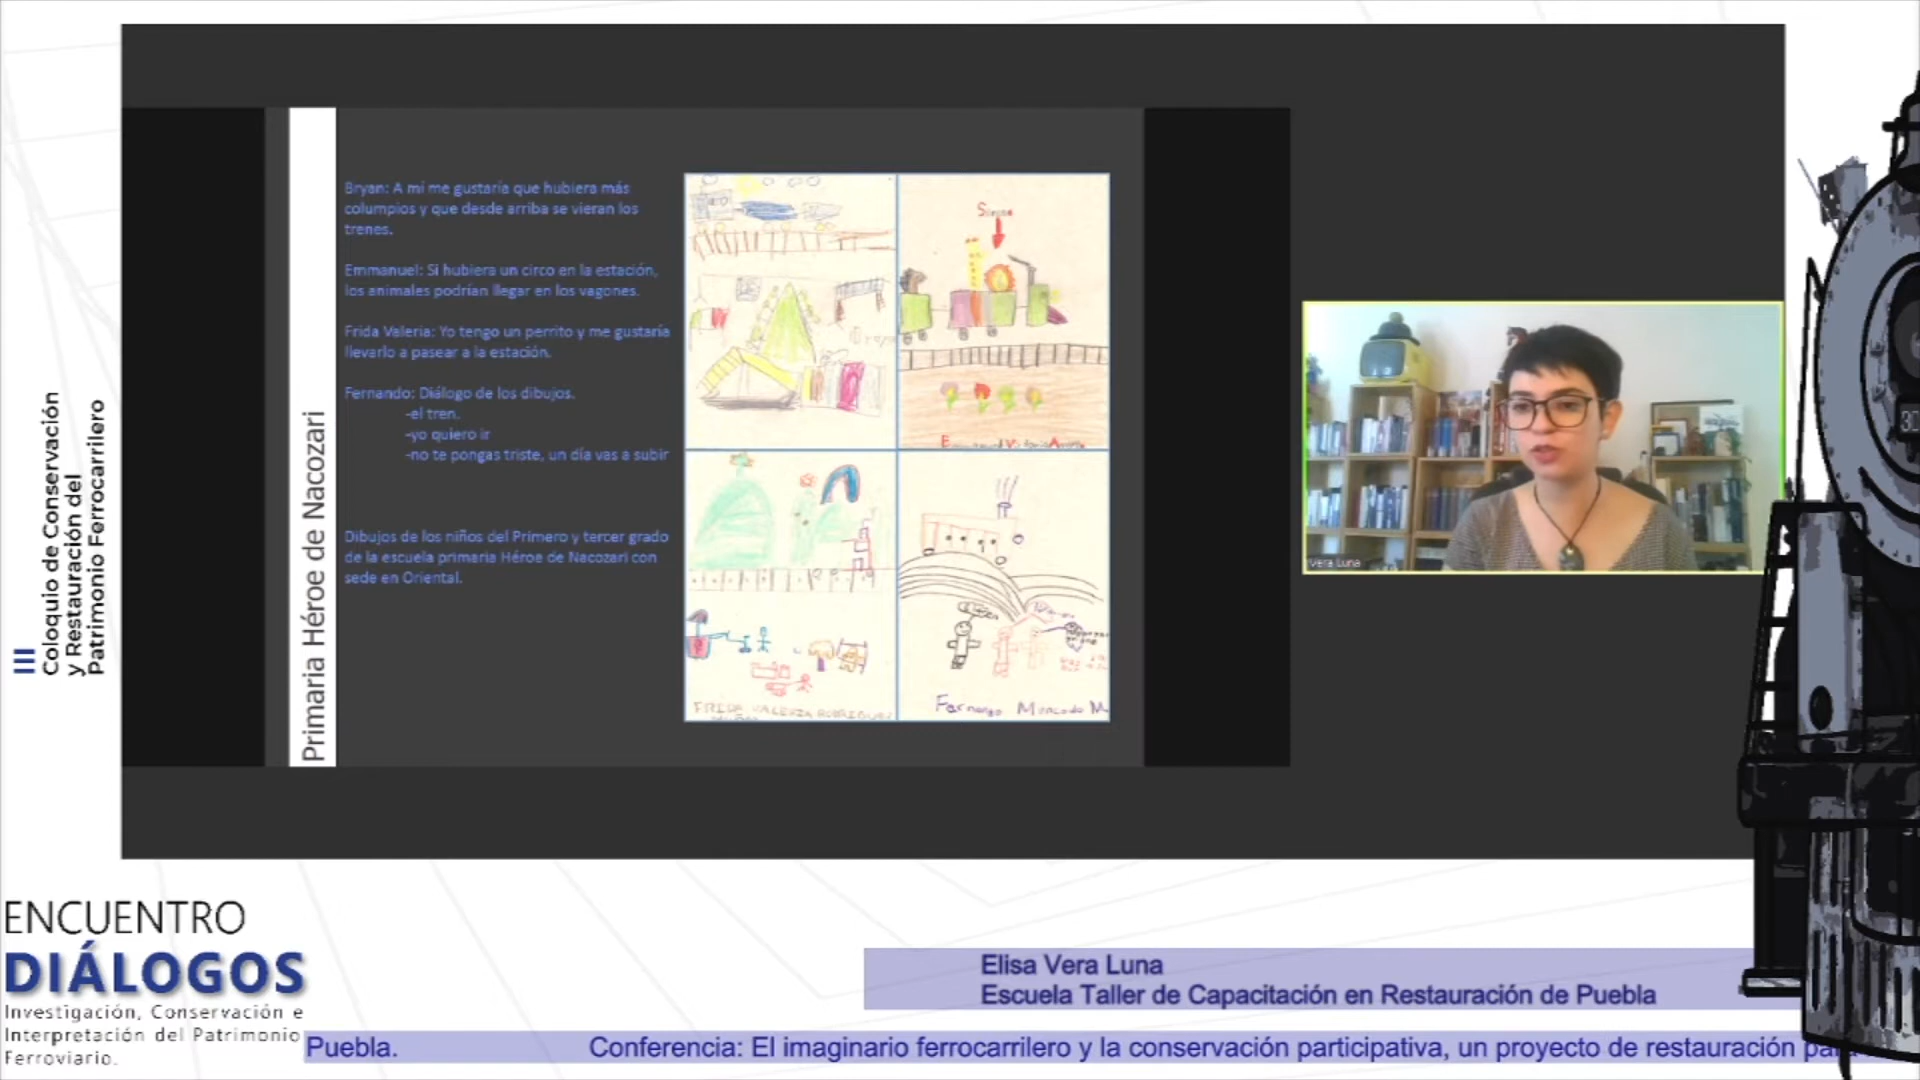 III
Coloquio de Conservación
y Restauración del
Patrimonio Ferrocarrilero
Primaria Héroe de Nacozari
Bryan: A mí me gustaría que hubiera más
columpios y que desde arriba se vieran los
trenes.
Emmanuel: Si hubiera un circo en la estación,
los animales podrían llegar en los vagones.
Frida Valeria: Yo tengo un perrito y me gustaría
llevarlo a pasear a la estación.
Fernando: Diálogo de los dibujos.
-el tren.
-yo quiero ir
-no te pongas triste, un día vas a subir
Dibujos de los niños del Primero y tercer grado
de la escuela primaria Héroe de Nacozari con
sede en Oriental.
FRIDA VALERIA RODRIGUEZ
Fernando Mercado M
Vera Luna
ENCUENTRO
DIÁLOGOS
Investigación, Conservación e
Interpretación del Patrimonio
Ferroviario.
Elisa Vera Luna
Escuela Taller de Capacitación en Restauración de Puebla
Puebla. Conferencia: El imaginario ferrocarrilero y la conservación participativa, un proyecto de restauración